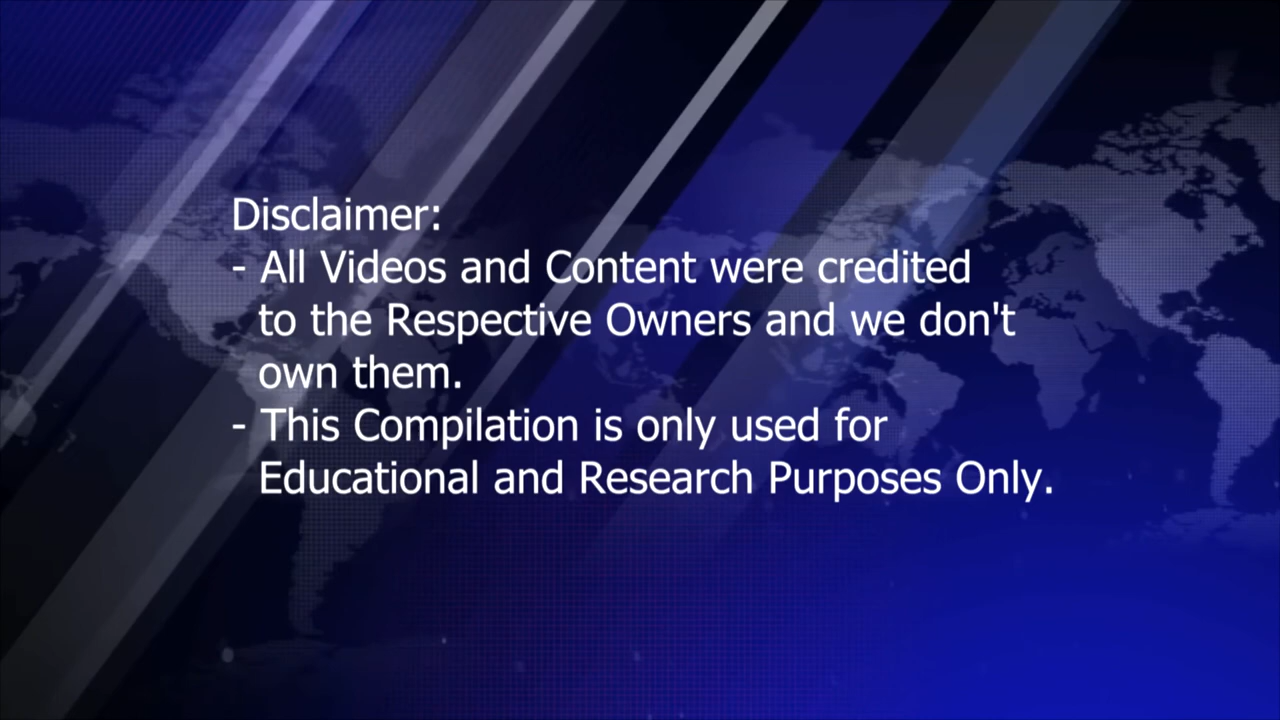 Disclaimer:
- All Videos and Content were credited
to the Respective Owners and we don't
own them.
- This Compilation is only used for
Educational and Research Purposes Only.